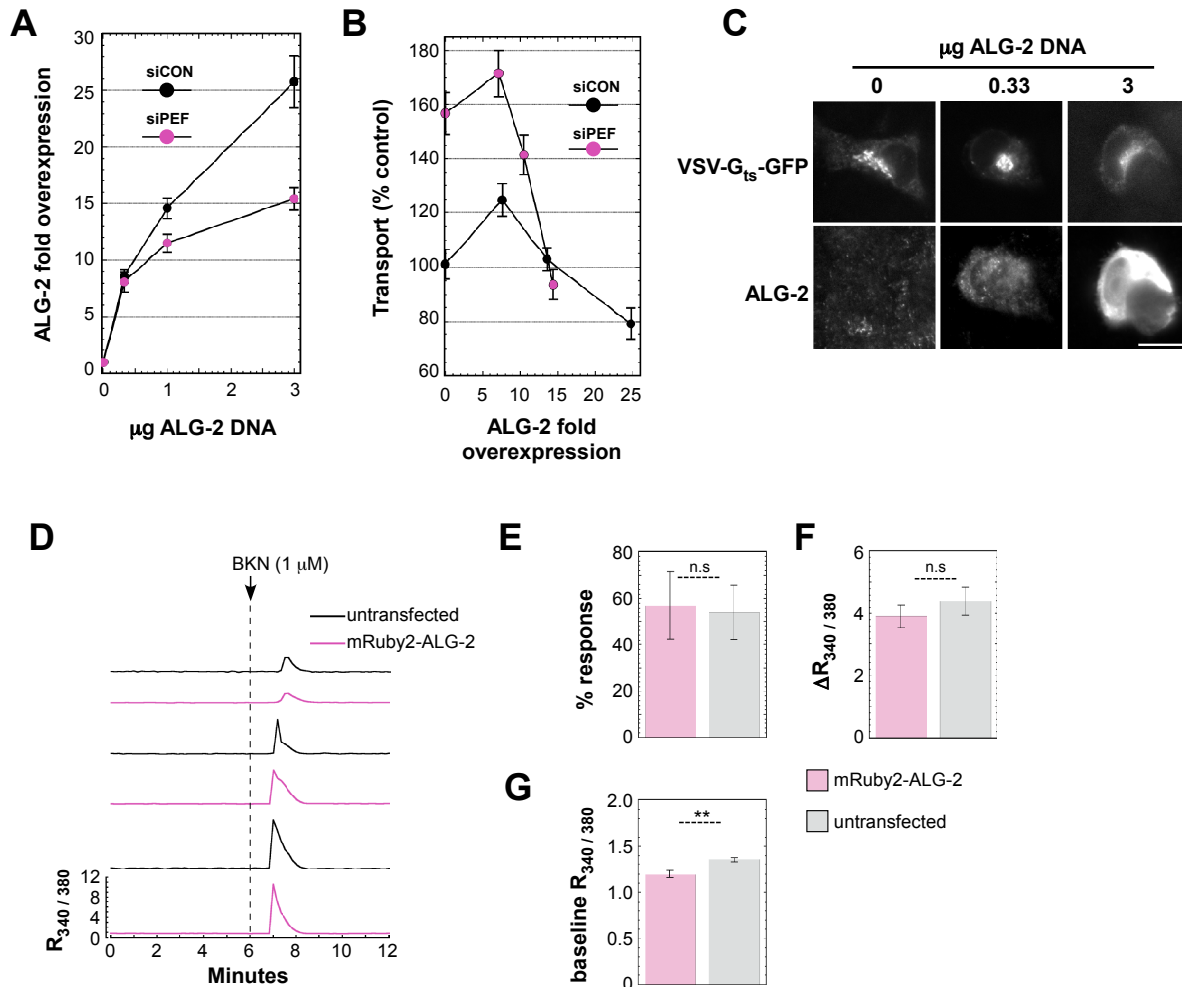 A
ALG-2 fold overexpression
30
25
20
15
10
5
0
siCON
siPEF
0 1 2 3
μg ALG-2 DNA
B
Transport (% control)
180
160
140
120
100
80
60
siCON
siPEF
0 5 10 15 20 25
ALG-2 fold
overexpression
C
μg ALG-2 DNA
0 0.33 3
VSV-Gts-GFP
ALG-2
D
BKN (1 μM)
untransfected
mRuby2-ALG-2
R340 / 380
12
8
4
0
0 2 4 6 8 10 12
Minutes
E
% response
80
60
40
20
0
n.s
F
ΔR340 / 380
6
4
2
0
n.s
mRuby2-ALG-2
untransfected
G
baseline R340 / 380
2.0
1.5
1.0
0.5
0
**